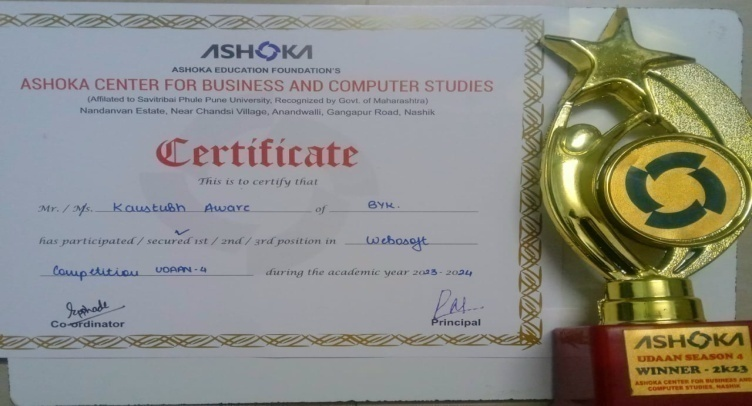 ASHOKA
ASHOKA EDUCATION FOUNDATION'S
ASHOKA CENTER FOR BUSINESS AND COMPUTER STUDIES
(Affilated to Savitribai Phule Pune University, Recognized by Govt. of Maharashtra)
Nandanvan Estate, Near Chandsi Village, Anandwalli, Gangapur Road, Nashik
Certificate
This is to certify that
Mr. / Ms. Kaustubh Aware of BYK.
has participated / secured 1st / 2nd / 3rd position in Webosoft
Competition UDAAN-4 during the academic year 2023-2024
Co-ordinator
Principal
ASHOKA
UDAAN SEASON 4
WINNER - 2K23
ASHOKA CENTER FOR BUSINESS AND
COMPUTER STUDIES, NASHIK